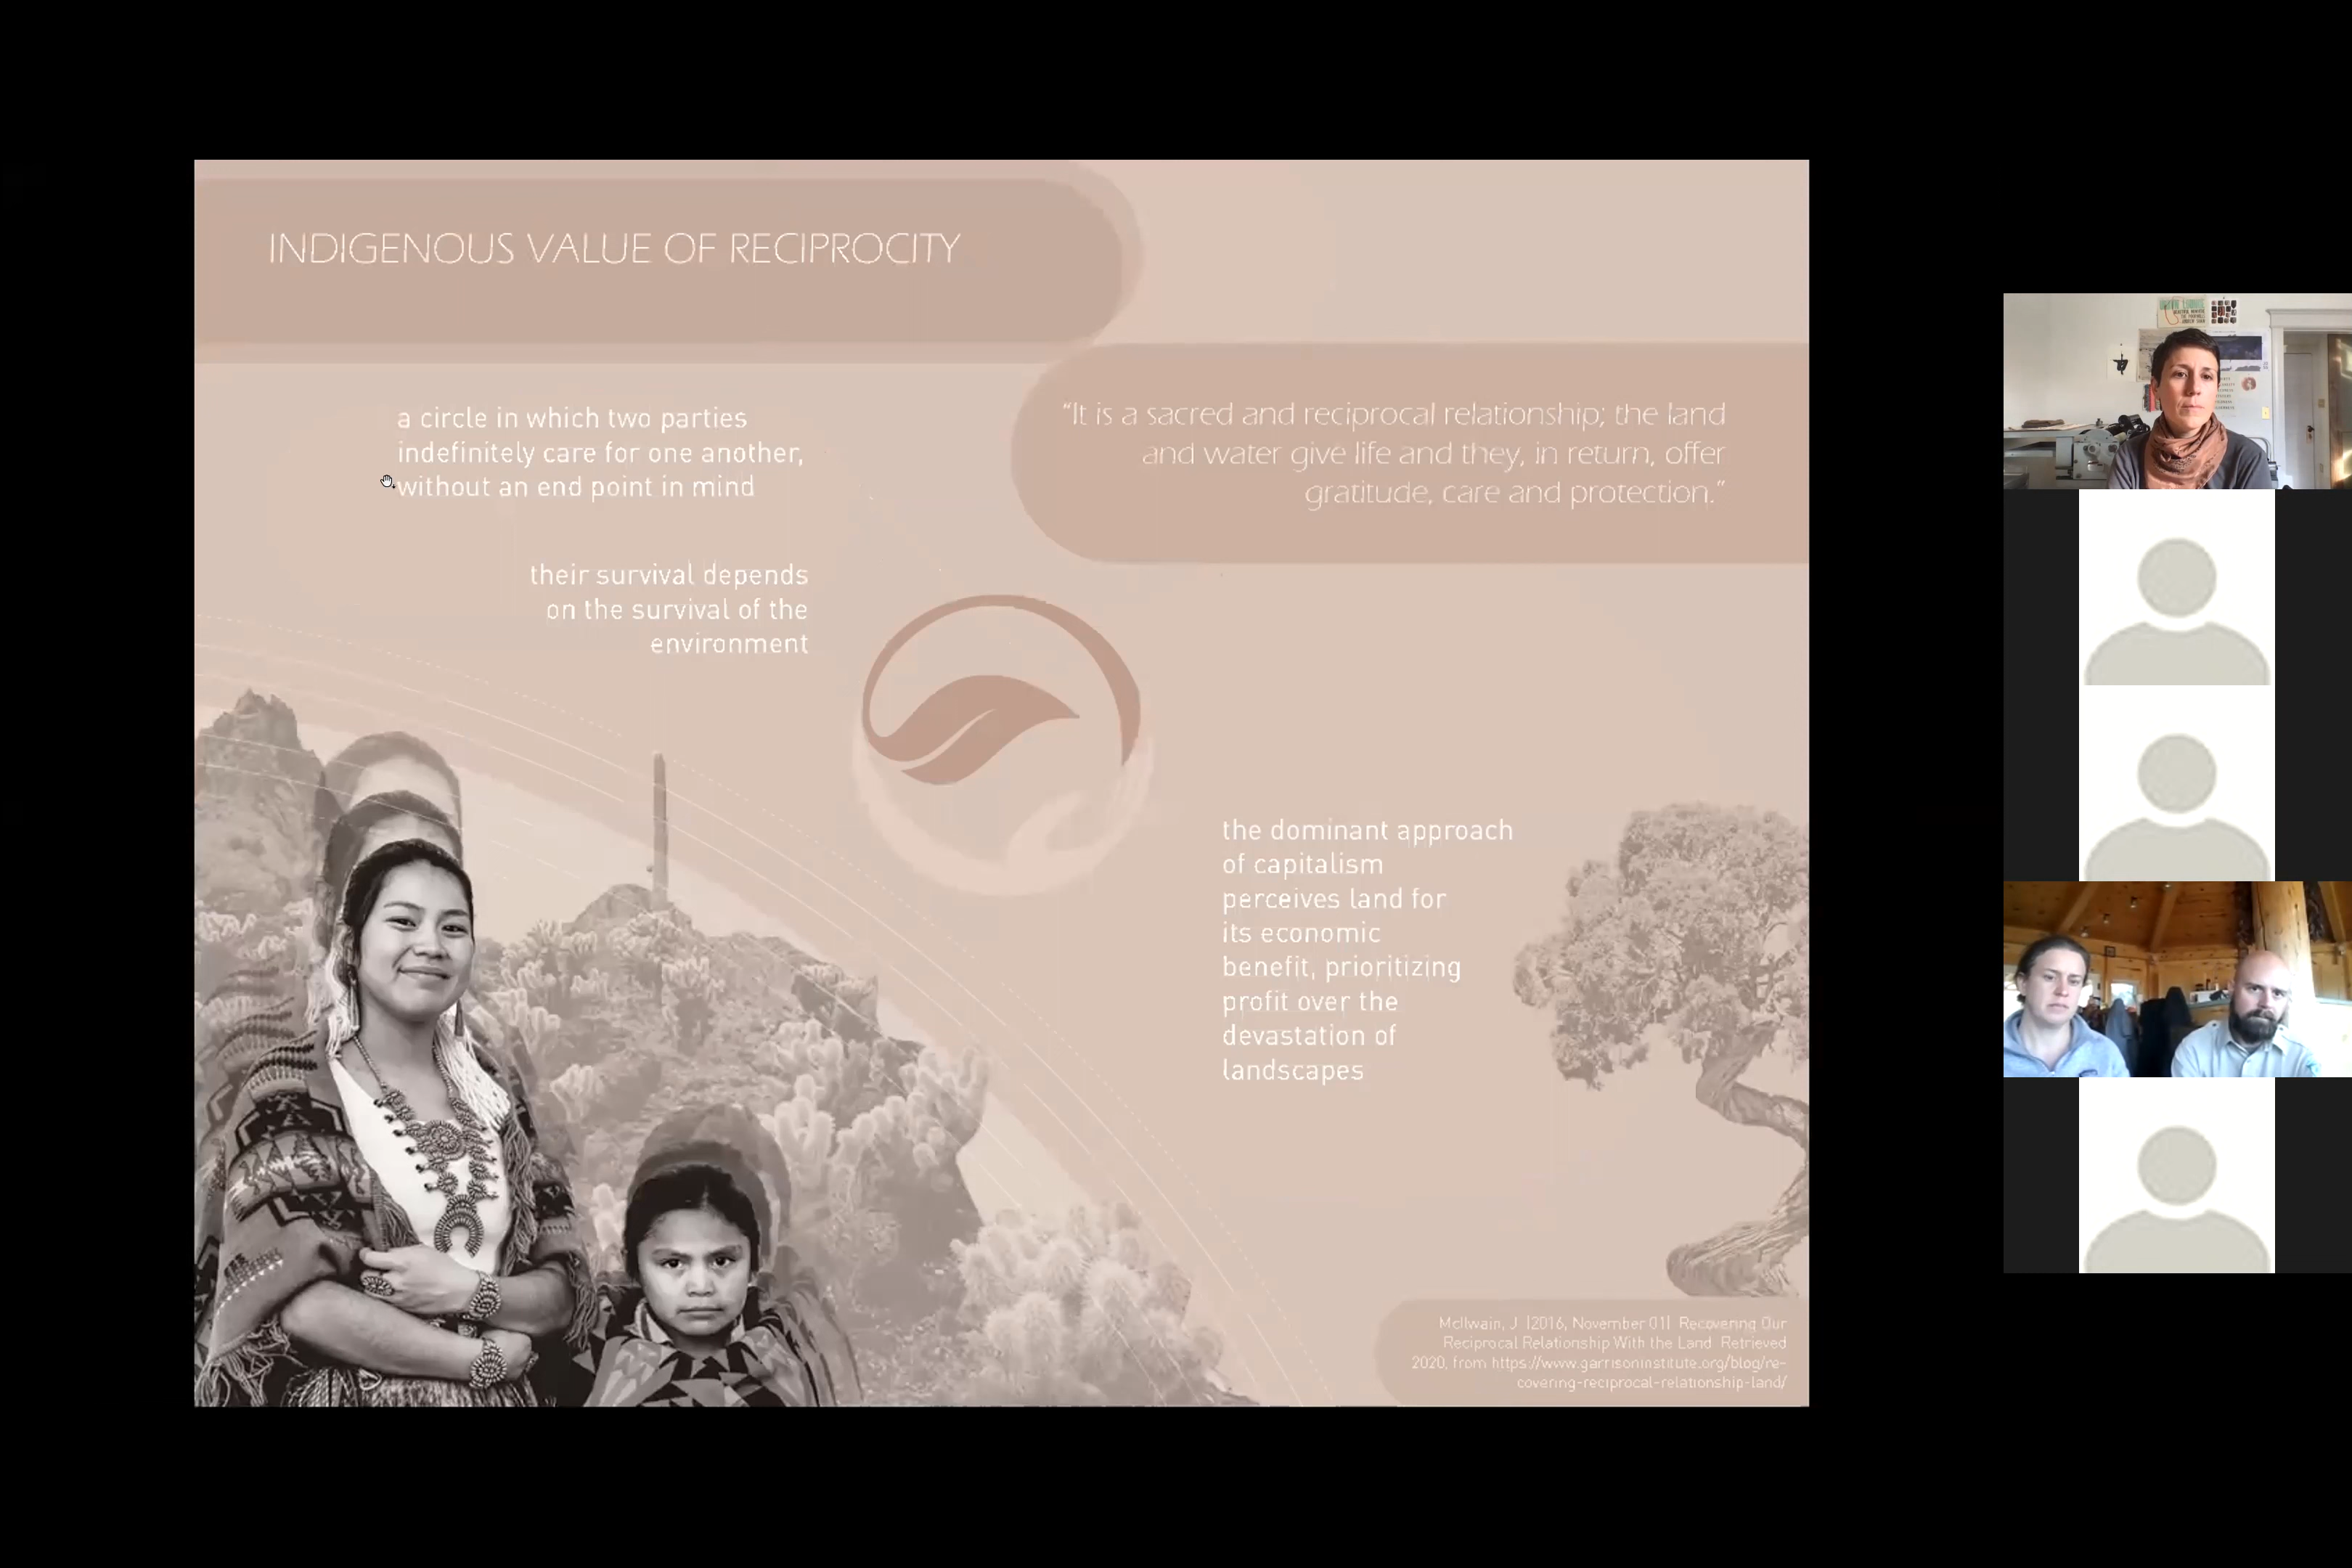 INDIGENOUS VALUE OF RECIPROCITY
a circle in which two parties
indefinitely care for one another,
without an end point in mind
"It is a sacred and reciprocal relationship; the land
and water give life and they, in return, offer
gratitude, care and protection."
their survival depends
on the survival of the
environment
the dominant approach
of capitalism
perceives land for
its economic
benefit, prioritizing
profit over the
devastation of
landscapes
McIlwain, J. (2016, November 01). Recovering Our
Reciprocal Relationship With the Land. Retrieved
2020, from https://www.garrisoninstitute.org/blog/re-
covering-reciprocal-relationship-land/